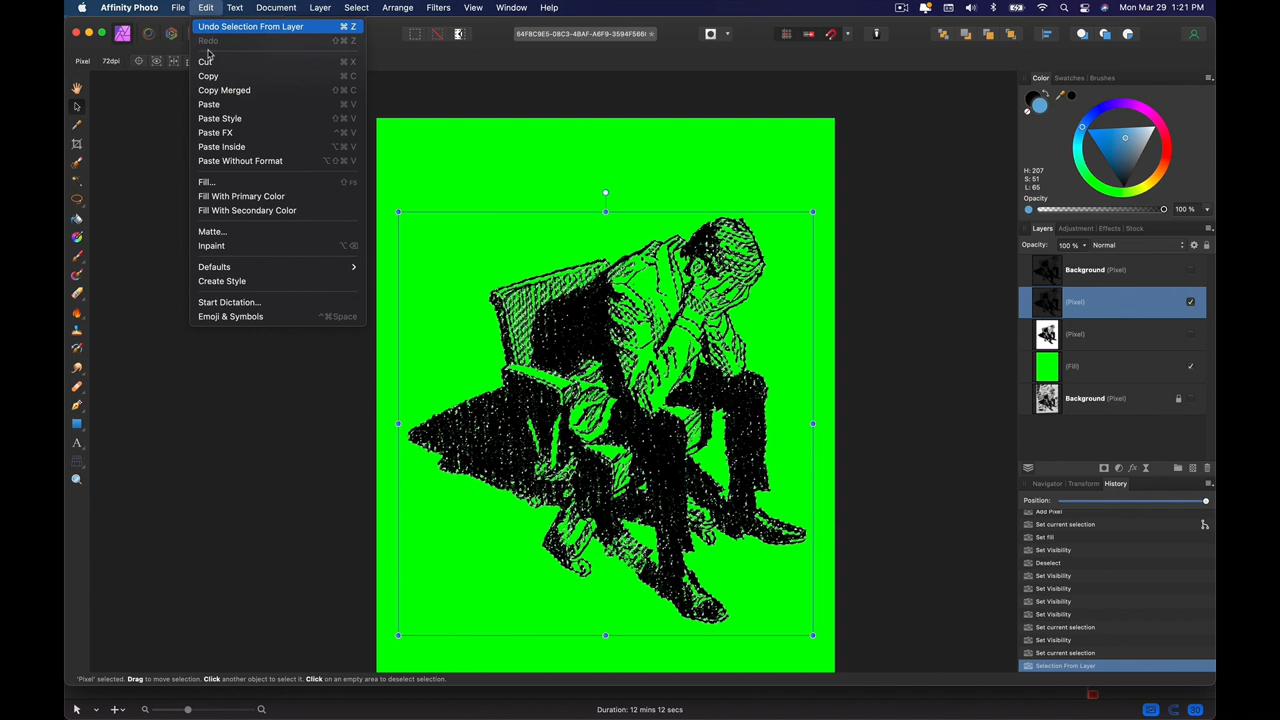 Affinity Photo File Edit Text Document Layer Select Arrange Filters View Window Help Mon Mar 29 1:21 PM
Undo Selection From Layer ⌘ Z
Redo ⇧⌘ Z
Cut ⌘ X
Copy ⌘ C
Copy Merged ⇧⌘ C
Paste ⌘ V
Paste Style ⇧⌘ V
Paste FX ^⌘ V
Paste Inside ⌥⌘ V
Paste Without Format ⌥⇧⌘ V
Fill... ⇧ F5
Fill With Primary Color
Fill With Secondary Color
Matte...
Inpaint ⌥⌫
Defaults
Create Style
Start Dictation...
Emoji & Symbols ^⌘Space
Pixel 72dpi
Color Swatches Brushes
H: 207
S: 51
L: 65
Opacity
100 %
Layers Adjustment Effects Stock
Opacity: 100 % Normal
Background (Pixel)
(Pixel)
(Pixel)
(Fill)
Background (Pixel)
Navigator Transform History
Position:
Add Pixel
Set current selection
Set fill
Set Visibility
Deselect
Set Visibility
Set Visibility
Set Visibility
Set Visibility
Set current selection
Set Visibility
Set current selection
Selection From Layer
'Pixel' selected. Drag to move selection. Click another object to select it. Click on an empty area to deselect selection.
Duration: 12 mins 12 secs
30